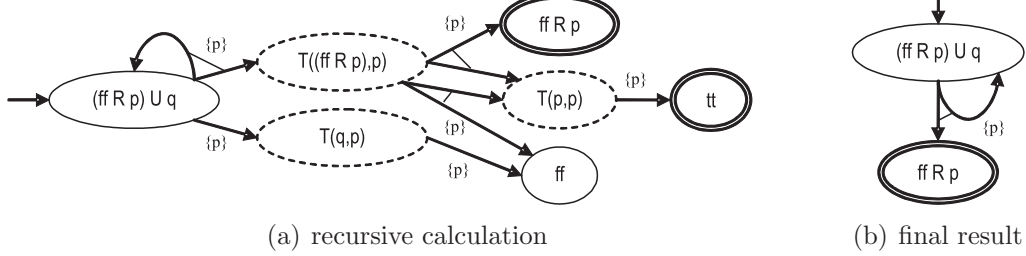 ff R p
{p}
T((ff R p),p)
(ff R p) U q
{p}
T(p,p)
{p}
tt
{p}
T(q,p)
{p}
ff
(a) recursive calculation
(ff R p) U q
{p}
ff R p
(b) final result